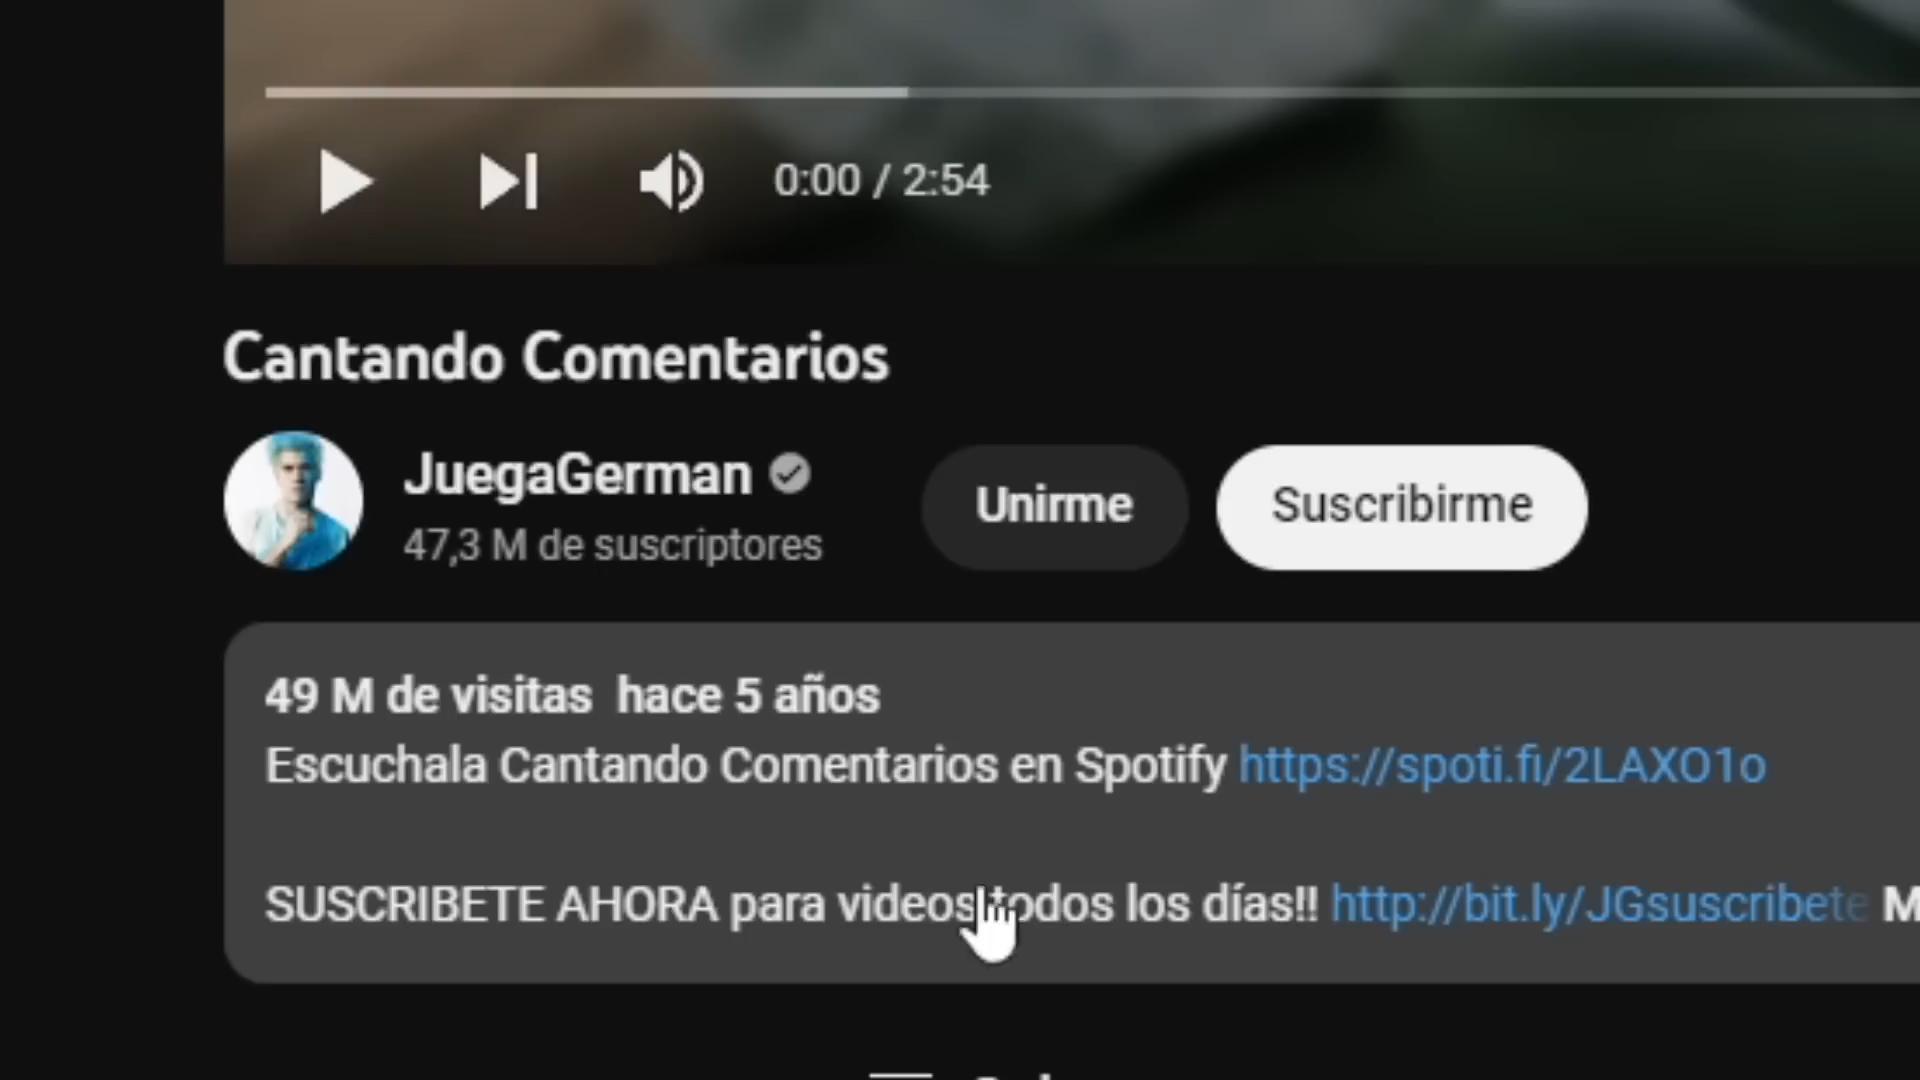 0:00 / 2:54
Cantando Comentarios
JuegaGerman
47,3 M de suscriptores
Unirme
Suscribirme
49 M de visitas  hace 5 años
Escuchala Cantando Comentarios en Spotify https://spoti.fi/2LAXO1o
SUSCRIBETE AHORA para videos todos los días!! http://bit.ly/JGsuscribete M